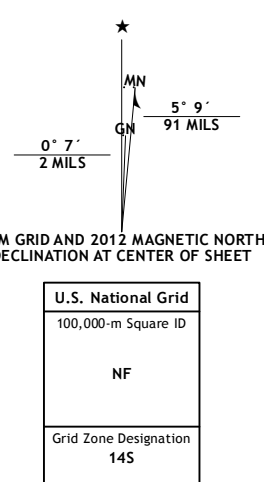 ★
MN
5° 9´
GN
91 MILS
0° 7´
2 MILS
M GRID AND 2012 MAGNETIC NORTH
DECLINATION AT CENTER OF SHEET
U.S. National Grid
100,000-m Square ID
NF
Grid Zone Designation
14S